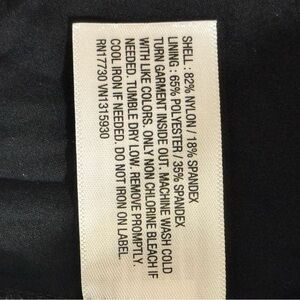 SHELL : 82% NYLON / 18% SPANDEX
LINING : 65% POLYESTER / 35% SPANDEX
TURN GARMENT INSIDE OUT. MACHINE WASH COLD
WITH LIKE COLORS. ONLY NON CHLORINE BLEACH IF
NEEDED. TUMBLE DRY LOW. REMOVE PROMPTLY.
COOL IRON IF NEEDED. DO NOT IRON ON LABEL.
RN17730 VN1315930